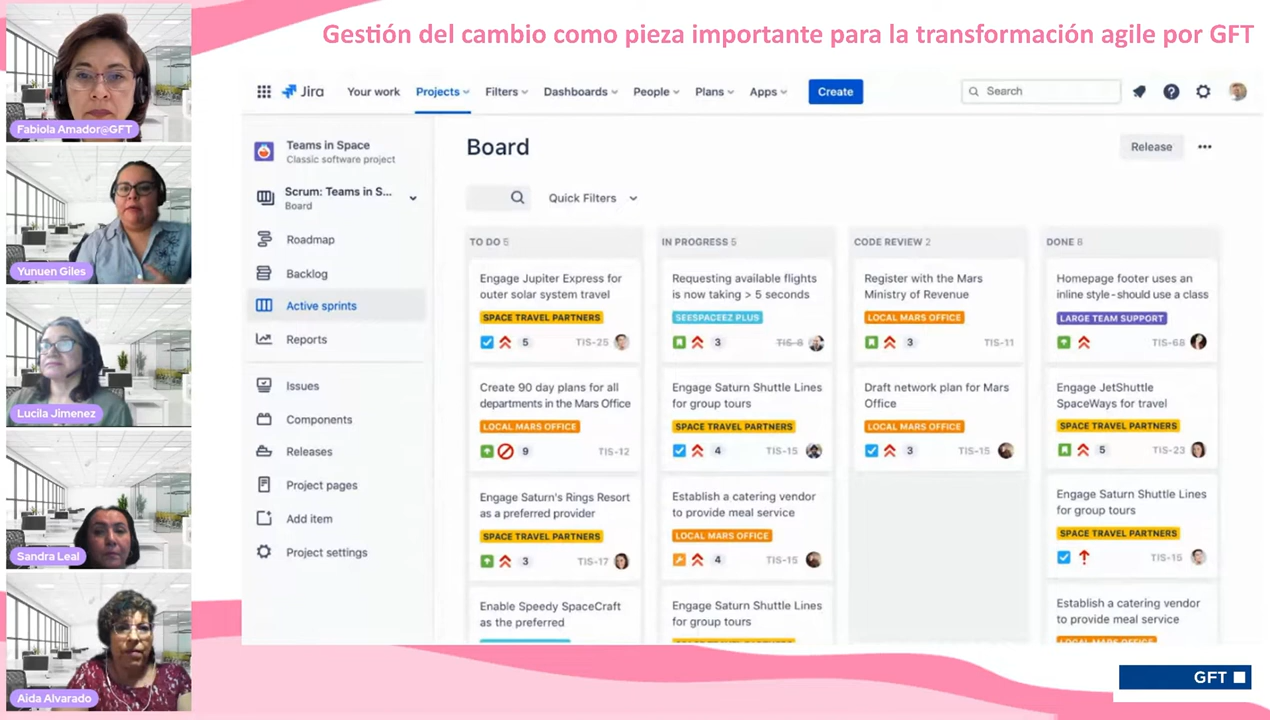 Gestión del cambio como pieza importante para la transformación agile por GFT
Fabiola Amador@GFT
Yunuen Giles
Lucila Jimenez
Sandra Leal
Aida Alvarado
Jira
Your work
Projects
Filters
Dashboards
People
Plans
Apps
Create
Search
Teams in Space
Classic software project
Scrum: Teams in S...
Board
Roadmap
Backlog
Active sprints
Reports
Issues
Components
Releases
Project pages
Add item
Project settings
Board
Release
Quick Filters
TO DO 5
Engage Jupiter Express for
outer solar system travel
SPACE TRAVEL PARTNERS
5
TIS-25
Create 90 day plans for all
departments in the Mars Office
LOCAL MARS OFFICE
9
TIS-12
Engage Saturn's Rings Resort
as a preferred provider
SPACE TRAVEL PARTNERS
3
TIS-17
Enable Speedy SpaceCraft
as the preferred
IN PROGRESS 5
Requesting available flights
is now taking > 5 seconds
SEESPACEEZ PLUS
3
TIS-8
Engage Saturn Shuttle Lines
for group tours
SPACE TRAVEL PARTNERS
4
TIS-15
Establish a catering vendor
to provide meal service
LOCAL MARS OFFICE
4
TIS-15
Engage Saturn Shuttle Lines
for group tours
SPACE TRAVEL PARTNERS
CODE REVIEW 2
Register with the Mars
Ministry of Revenue
LOCAL MARS OFFICE
3
TIS-11
Draft network plan for Mars
Office
LOCAL MARS OFFICE
3
TIS-15
DONE 8
Homepage footer uses an
inline style-should use a class
LARGE TEAM SUPPORT
TIS-68
Engage JetShuttle
SpaceWays for travel
SPACE TRAVEL PARTNERS
5
TIS-23
Engage Saturn Shuttle Lines
for group tours
SPACE TRAVEL PARTNERS
TIS-15
Establish a catering vendor
to provide meal service
LOCAL MARS OFFICE
GFT